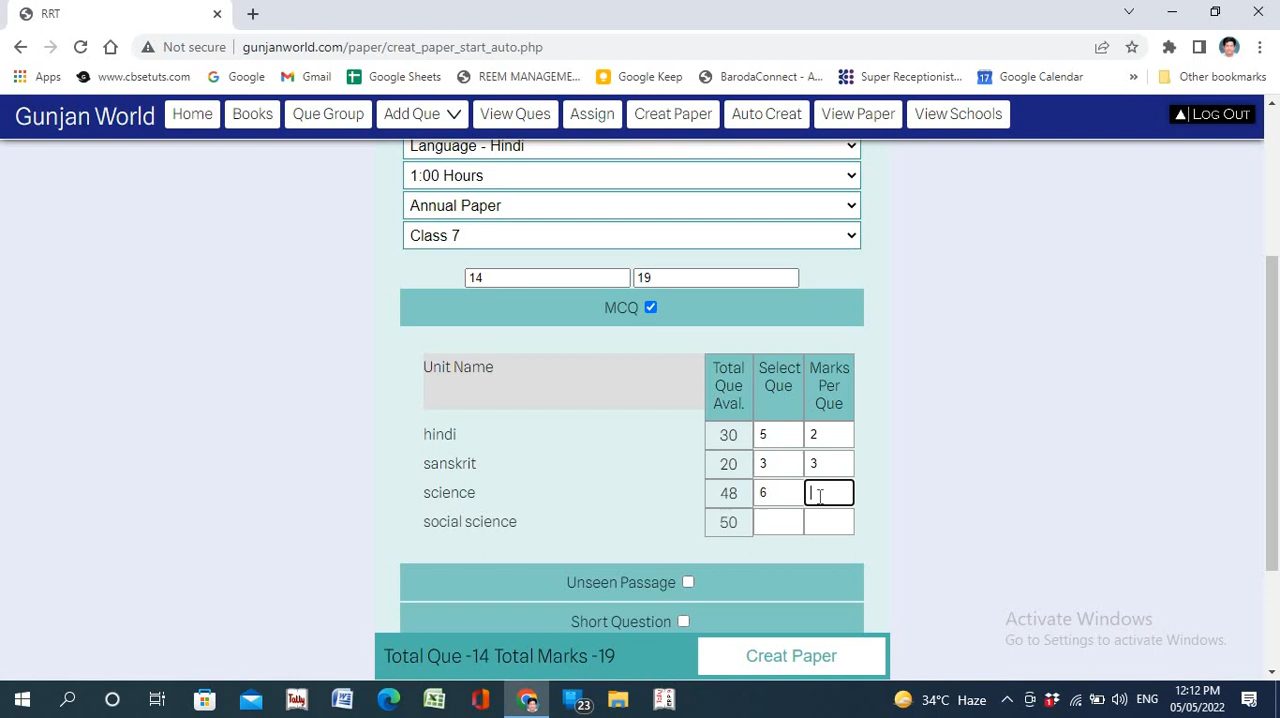 RRT
Not secure
gunjanworld.com/paper/creat_paper_start_auto.php
Apps
www.cbsetuts.com
Google
Gmail
Google Sheets
REEM MANAGEME...
Google Keep
BarodaConnect - A...
Super Receptionist...
17
Google Calendar
»
Other bookmarks
Gunjan World
Home
Books
Que Group
Add Que
View Ques
Assign
Creat Paper
Auto Creat
View Paper
View Schools
▲| LOG OUT
Language - Hindi
1:00 Hours
Annual Paper
Class 7
14
19
MCQ
Unit Name
Total Que Aval.
Select Que
Marks Per Que
hindi 30 5 2
sanskrit 20 3 3
science 48 6
social science 50
Unseen Passage
Short Question
Total Que -14 Total Marks -19
Creat Paper
Activate Windows
Go to Settings to activate Windows.
Tally
23
34°C Haze
ENG
12:12 PM
05/05/2022